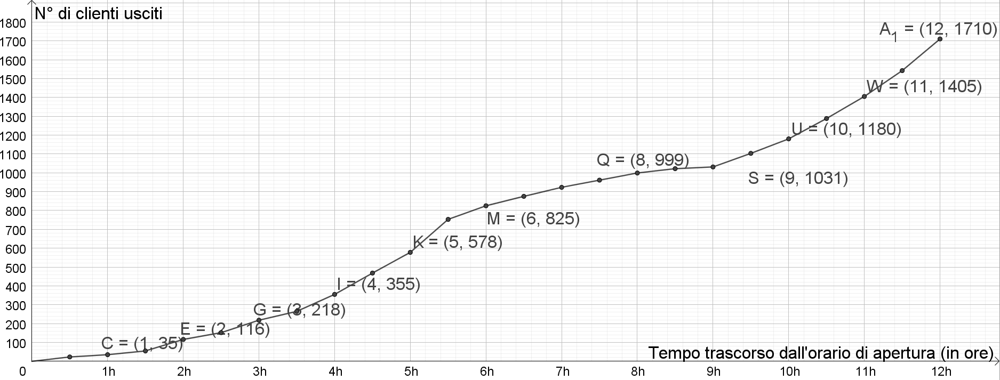 N° di clienti usciti
1800
1700
1600
1500
1400
1300
1200
1100
1000
900
800
700
600
500
400
300
200
100
0
A₁ = (12, 1710)
W = (11, 1405)
U = (10, 1180)
Q = (8, 999)
S = (9, 1031)
M = (6, 825)
K = (5, 578)
I = (4, 355)
G = (3, 218)
E = (2, 116)
C = (1, 35)
Tempo trascorso dall'orario di apertura (in ore)
1h 2h 3h 4h 5h 6h 7h 8h 9h 10h 11h 12h